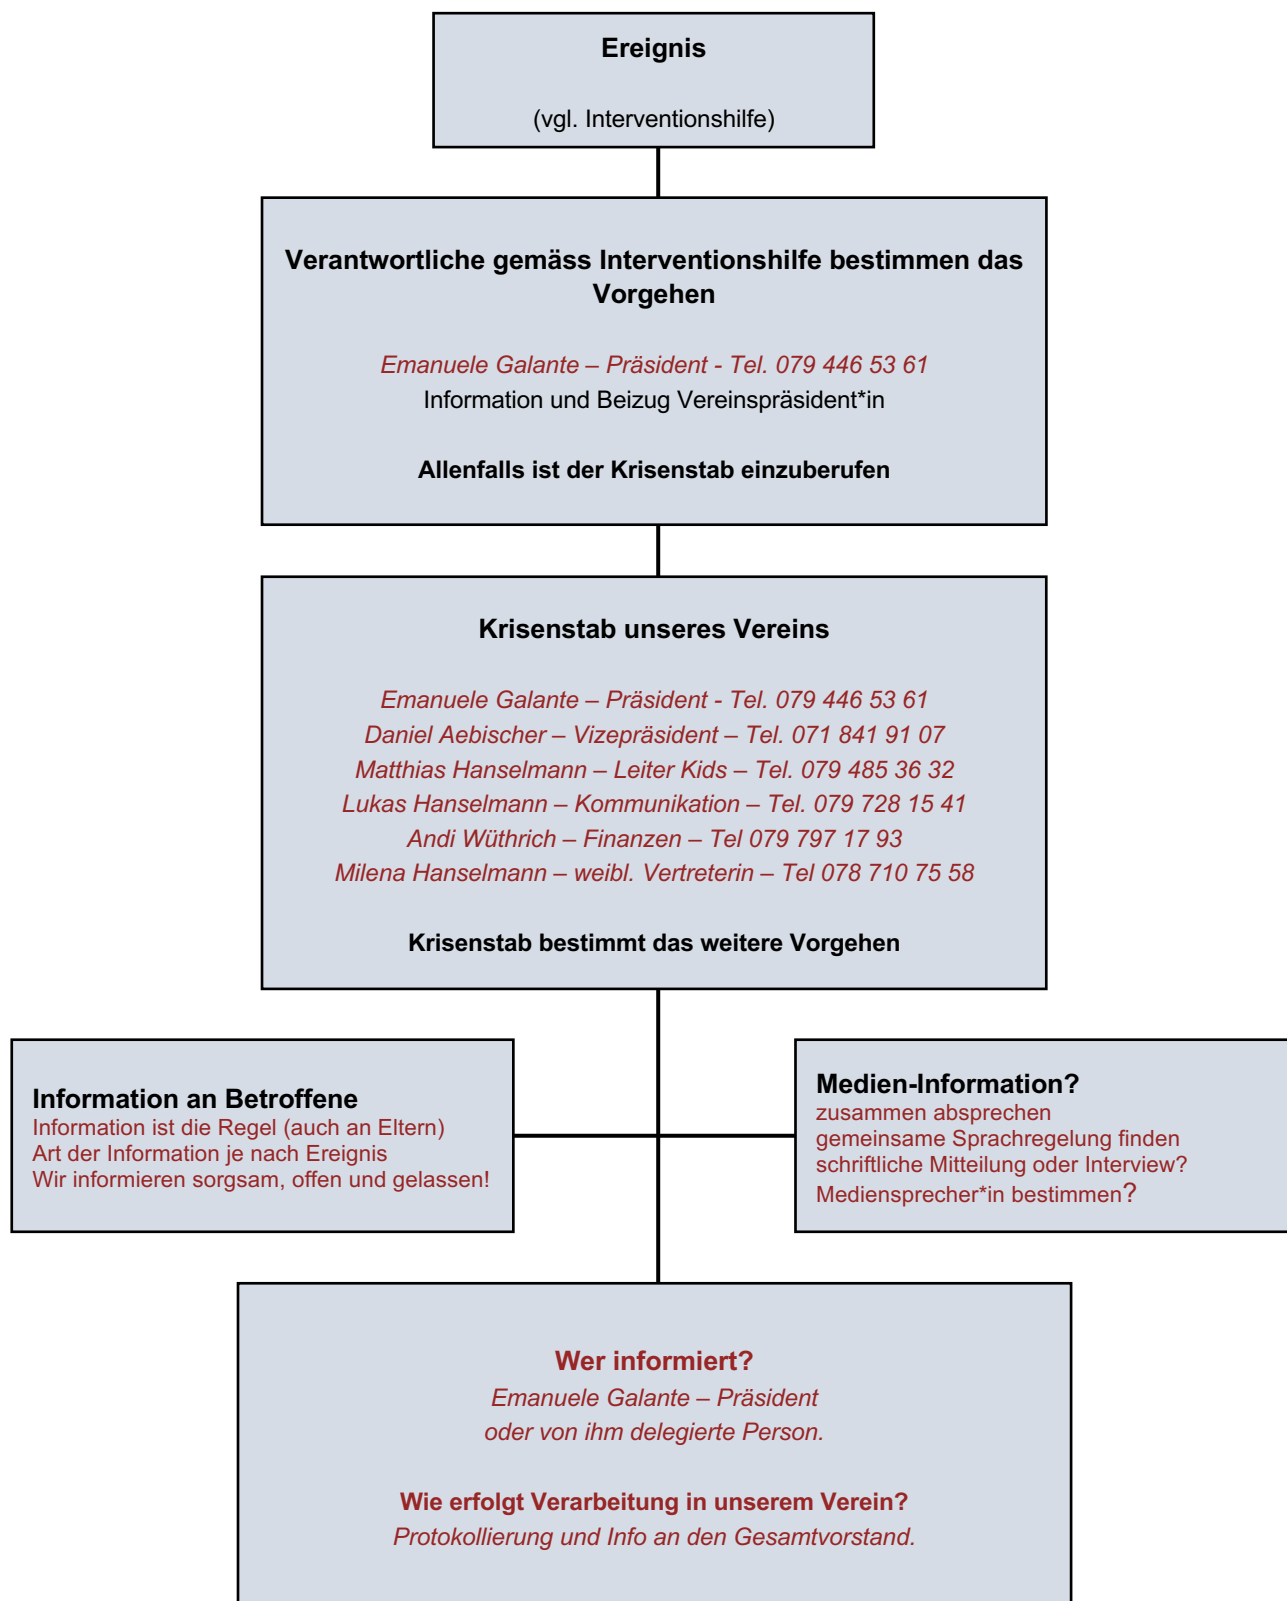 Ereignis
(vgl. Interventionshilfe)
Verantwortliche gemäss Interventionshilfe bestimmen das
Vorgehen
Emanuele Galante – Präsident - Tel. 079 446 53 61
Information und Beizug Vereinspräsident*in
Allenfalls ist der Krisenstab einzuberufen
Krisenstab unseres Vereins
Emanuele Galante – Präsident - Tel. 079 446 53 61
Daniel Aebischer – Vizepräsident – Tel. 071 841 91 07
Matthias Hanselmann – Leiter Kids – Tel. 079 485 36 32
Lukas Hanselmann – Kommunikation – Tel. 079 728 15 41
Andi Wüthrich – Finanzen – Tel 079 797 17 93
Milena Hanselmann – weibl. Vertreterin – Tel 078 710 75 58
Krisenstab bestimmt das weitere Vorgehen
Information an Betroffene
Information ist die Regel (auch an Eltern)
Art der Information je nach Ereignis
Wir informieren sorgsam, offen und gelassen!
Medien-Information?
zusammen absprechen
gemeinsame Sprachregelung finden
schriftliche Mitteilung oder Interview?
Mediensprecher*in bestimmen?
Wer informiert?
Emanuele Galante – Präsident
oder von ihm delegierte Person.
Wie erfolgt Verarbeitung in unserem Verein?
Protokollierung und Info an den Gesamtvorstand.